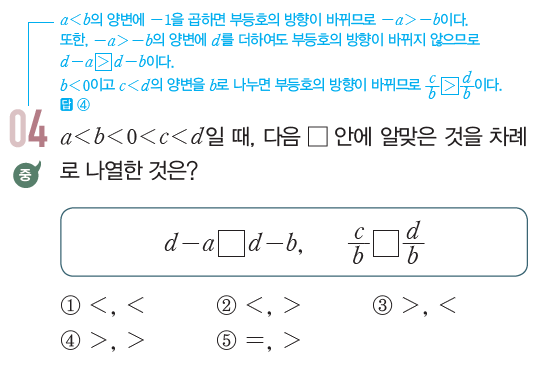 a<b의 양변에 -1을 곱하면 부등호의 방향이 바뀌므로 -a>-b이다.
또한, -a>-b의 양변에 d를 더하여도 부등호의 방향이 바뀌지 않으므로
d-a > d-b이다.
b<0이고 c<d의 양변을 b로 나누면 부등호의 방향이 바뀌므로 c/b > d/b이다.
답 ④
04 a<b<0<c<d일 때, 다음 □ 안에 알맞은 것을 차례
중 로 나열한 것은?
d-a□d-b, c/b□d/b
① <, < ② <, > ③ >, <
④ >, > ⑤ =, >